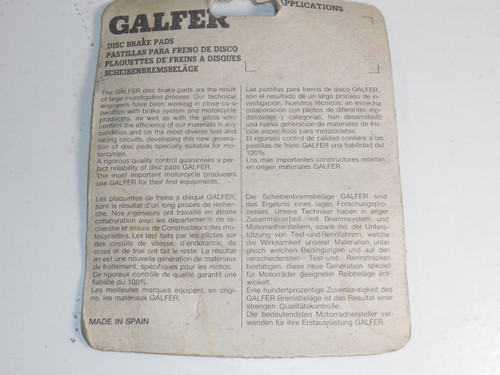 GALFER
APPLICATIONS
DISC BRAKE PADS
PASTILLAS PARA FRENO DE DISCO
PLAQUETTES DE FREINS A DISQUES
SCHEIBENBREMSBELÄGE
The GALFER disc brake pads are the result
of large investigation process. Our technical
engineers have been working in close co-o-
peration with brake system and motorcycle
producers, as well as with the pilots who
confirm the efficiency of our materials in any
condition and on the most diverse test and
racing circuits, developing this new genera-
tion of disc pads specially suitable for mo-
torcycles.
A rigorous quality control guarantees a per-
fect reliability of disc pads GALFER.
The most important motorcycle producers
use GALFER for their first equipments.
Las pastillas para frenos de disco GALFER,
son el resultado de un largo proceso de in-
vestigación. Nuestros técnicos, en estrecha
colaboración con pilotos de diferentes mo-
dalidades y categorías, han desarrollado
una nueva generación de materiales de fric-
ción específicos para motocicletas.
El riguroso control de calidad confiere a las
pastillas de freno GALFER una fiabilidad del
100%.
Los más importantes constructores montan
en origen materiales GALFER.
Les plaquettes de freins a disque GALFER,
sont le résultat d'un long procés de recher-
che. Nos ingénieurs ont travaillé en étroite
collaboration avec les département de re-
cherche et essais de Constructeurs des mo-
tocyclettes. Les test faits par les pilotes sur
des circuits de vitesse, d'endurance, de
cross et de trial ont fait le reste. Le résultat
en est une nouvelle génération de matériaux
de frottement, spécifiques pour les motos.
Ce rigoreux contrôle de qualité garantit une
fiabilité du 100%.
Les meilleures marques equipent, en origi-
ne, les matériaux GALFER.
Die Scheibenbremsbeläge GALFER sind
das Ergebnis eines lagen Forschungspro-
zesses. Unsere Techniker haben in enger
Zusammenarbeit mit Bremssystem und
Motorradherstellern, sowie mit der Unters-
stützung von Test-und Rennfahrern, welche
die Wirksamkeit unserer Materialien unter
gleich welchen Bedingungen und auf den
verschiedensten Test-und- Rennstracken
bestätigen, diese neue Generation speziell
für Motorräder geeigneter Reibbeläge ent-
wickelt.
Eine hundertprozentige Zuverles-sigkeit des
GALFER Bremsbeläge ist das Resultat einer
strengen Qualitätskontrolle.
Die bedeutendsten Motorradhersteller ver-
wenden für ihre Erstausrüstung GALFER.
MADE IN SPAIN